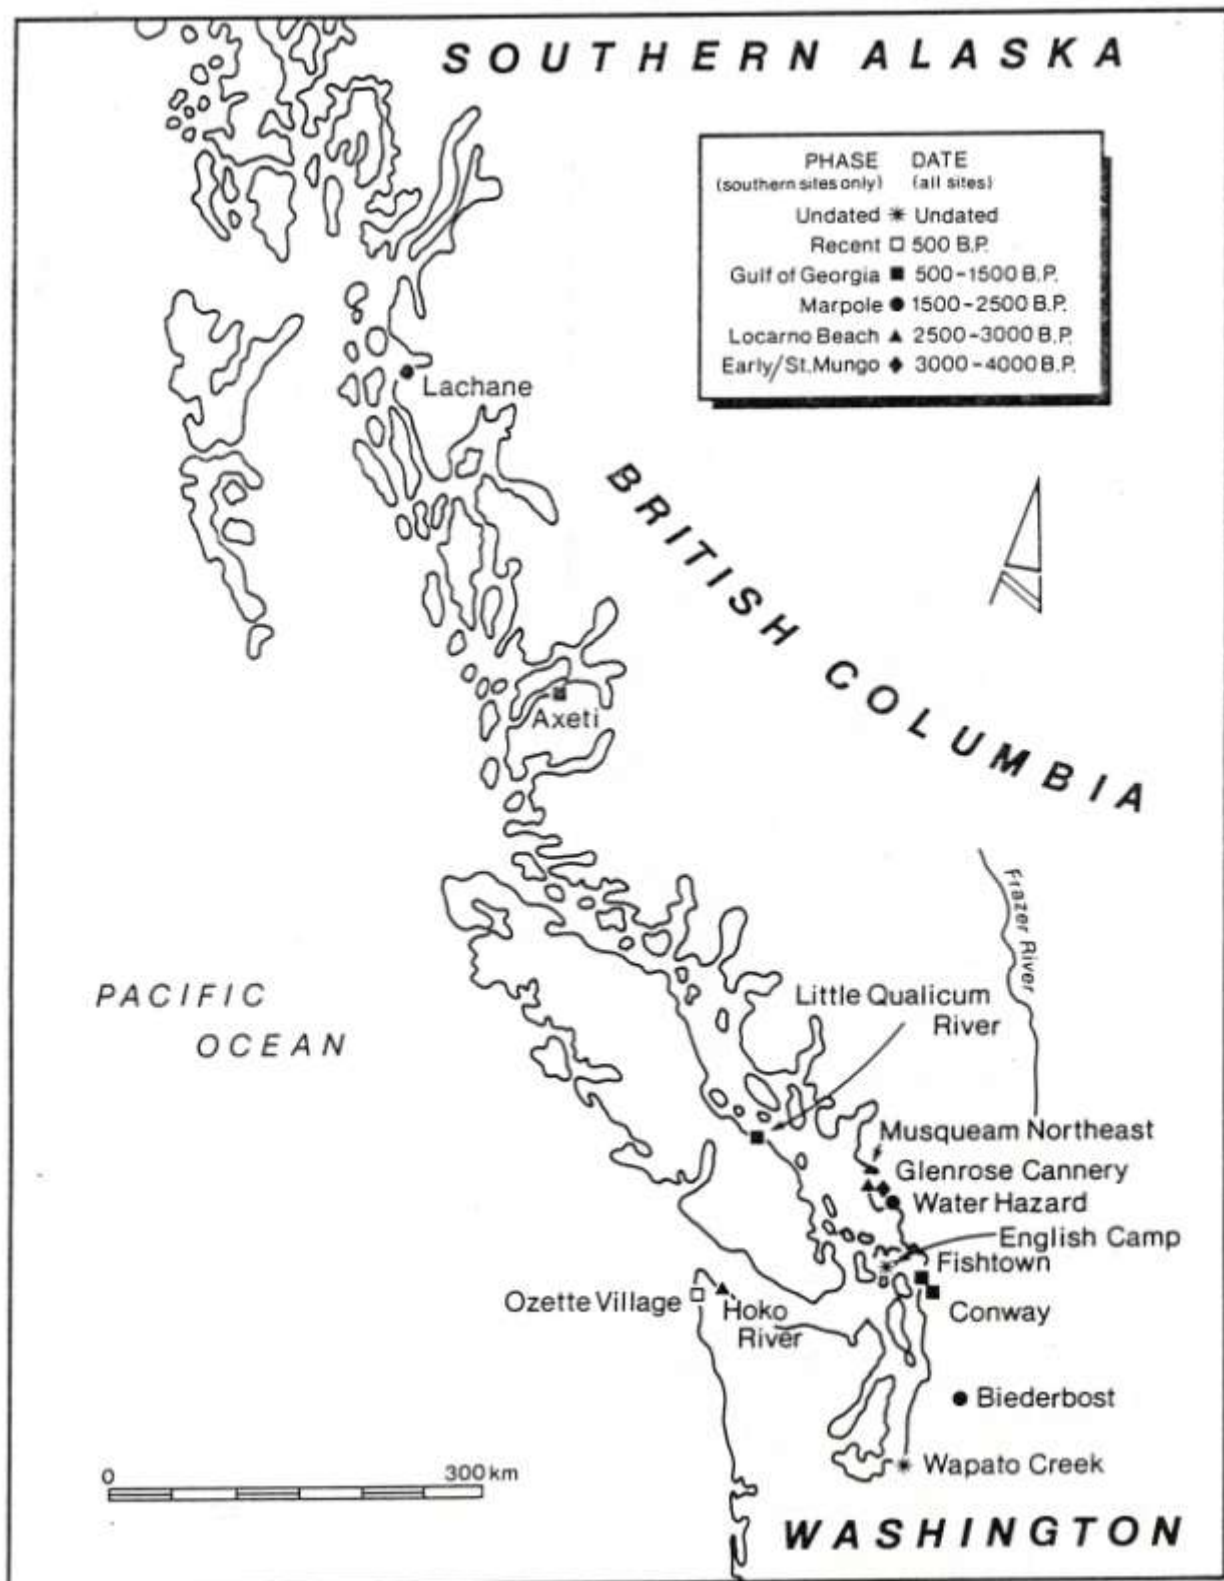 SOUTHERN ALASKA
PHASE DATE
(southern sites only) (all sites)
Undated ✳ Undated
Recent □ 500 B.P.
Gulf of Georgia ■ 500-1500 B.P.
Marpole ● 1500-2500 B.P.
Locarno Beach ▲ 2500-3000 B.P.
Early/St.Mungo ◆ 3000-4000 B.P.
Lachane
BRITISH COLUMBIA
Axeti
Frazer River
PACIFIC
OCEAN
Little Qualicum
River
Musqueam Northeast
Glenrose Cannery
Water Hazard
English Camp
Fishtown
Ozette Village
Hoko
River
Conway
Biederbost
Wapato Creek
0 300 km
WASHINGTON